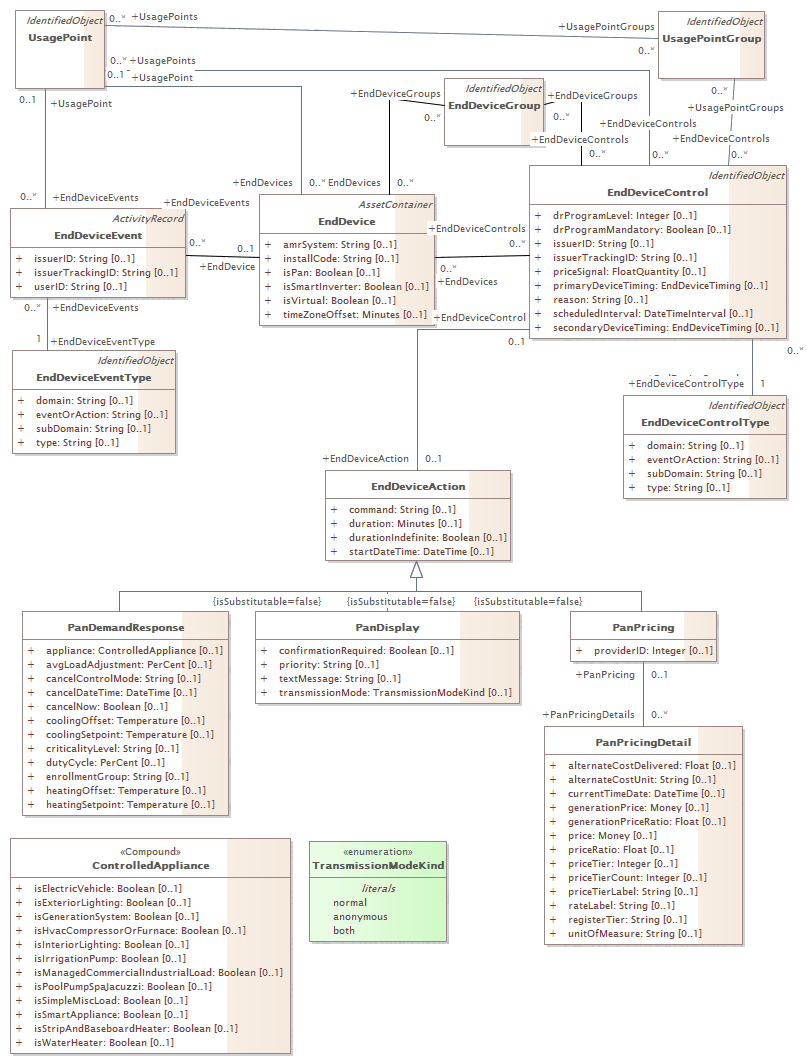 IdentifiedObject
UsagePoint
0..* +UsagePoints
+UsagePointGroups
0..*
IdentifiedObject
UsagePointGroup
0..* +UsagePoints
0..1 +UsagePoint
0..1
+UsagePoint
+EndDeviceGroups
0..*
IdentifiedObject
EndDeviceGroup
+EndDeviceGroups
0..*
0..*
+UsagePointGroups
+EndDeviceControls
+EndDeviceControls
+EndDeviceControls
0..*
0..*
0..*
0..*
+EndDeviceEvents
+EndDevices
0..*
EndDevices
0..*
ActivityRecord
EndDeviceEvent
+ issuerID: String [0..1]
+ issuerTrackingID: String [0..1]
+ userID: String [0..1]
+EndDeviceEvents
0..*
0..1
+EndDevice
AssetContainer
EndDevice
+ amrSystem: String [0..1]
+ installCode: String [0..1]
+ isPan: Boolean [0..1]
+ isSmartInverter: Boolean [0..1]
+ isVirtual: Boolean [0..1]
+ timeZoneOffset: Minutes [0..1]
+EndDeviceControls
0..*
0..*
+EndDevices
+EndDeviceControl
0..1
IdentifiedObject
EndDeviceControl
+ drProgramLevel: Integer [0..1]
+ drProgramMandatory: Boolean [0..1]
+ issuerID: String [0..1]
+ issuerTrackingID: String [0..1]
+ priceSignal: FloatQuantity [0..1]
+ primaryDeviceTiming: EndDeviceTiming [0..1]
+ reason: String [0..1]
+ scheduledInterval: DateTimeInterval [0..1]
+ secondaryDeviceTiming: EndDeviceTiming [0..1]
0..*
+EndDeviceEvents
1
+EndDeviceEventType
IdentifiedObject
EndDeviceEventType
+ domain: String [0..1]
+ eventOrAction: String [0..1]
+ subDomain: String [0..1]
+ type: String [0..1]
0..*
+EndDeviceControlType
1
IdentifiedObject
EndDeviceControlType
+ domain: String [0..1]
+ eventOrAction: String [0..1]
+ subDomain: String [0..1]
+ type: String [0..1]
+EndDeviceAction
0..1
EndDeviceAction
+ command: String [0..1]
+ duration: Minutes [0..1]
+ durationIndefinite: Boolean [0..1]
+ startDateTime: DateTime [0..1]
{isSubstitutable=false}
{isSubstitutable=false}
{isSubstitutable=false}
PanDemandResponse
+ appliance: ControlledAppliance [0..1]
+ avgLoadAdjustment: PerCent [0..1]
+ cancelControlMode: String [0..1]
+ cancelDateTime: DateTime [0..1]
+ cancelNow: Boolean [0..1]
+ coolingOffset: Temperature [0..1]
+ coolingSetpoint: Temperature [0..1]
+ criticalityLevel: String [0..1]
+ dutyCycle: PerCent [0..1]
+ enrollmentGroup: String [0..1]
+ heatingOffset: Temperature [0..1]
+ heatingSetpoint: Temperature [0..1]
PanDisplay
+ confirmationRequired: Boolean [0..1]
+ priority: String [0..1]
+ textMessage: String [0..1]
+ transmissionMode: TransmissionModeKind [0..1]
PanPricing
+ providerID: Integer [0..1]
+PanPricing
0..1
+PanPricingDetails
0..*
PanPricingDetail
+ alternateCostDelivered: Float [0..1]
+ alternateCostUnit: String [0..1]
+ currentTimeDate: DateTime [0..1]
+ generationPrice: Money [0..1]
+ generationPriceRatio: Float [0..1]
+ price: Money [0..1]
+ priceRatio: Float [0..1]
+ priceTier: Integer [0..1]
+ priceTierCount: Integer [0..1]
+ priceTierLabel: String [0..1]
+ rateLabel: String [0..1]
+ registerTier: String [0..1]
+ unitOfMeasure: String [0..1]
«Compound»
ControlledAppliance
+ isElectricVehicle: Boolean [0..1]
+ isExteriorLighting: Boolean [0..1]
+ isGenerationSystem: Boolean [0..1]
+ isHvacCompressorOrFurnace: Boolean [0..1]
+ isInteriorLighting: Boolean [0..1]
+ isIrrigationPump: Boolean [0..1]
+ isManagedCommercialIndustrialLoad: Boolean [0..1]
+ isPoolPumpSpaJacuzzi: Boolean [0..1]
+ isSimpleMiscLoad: Boolean [0..1]
+ isSmartAppliance: Boolean [0..1]
+ isStripAndBaseboardHeater: Boolean [0..1]
+ isWaterHeater: Boolean [0..1]
«enumeration»
TransmissionModeKind
literals
normal
anonymous
both